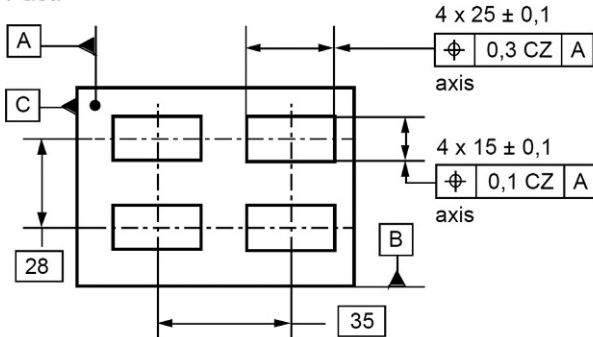 4 x 25 ± 0,1
A
⌖ 0,3 CZ A
axis
C
4 x 15 ± 0,1
⌖ 0,1 CZ A
axis
B
28
35